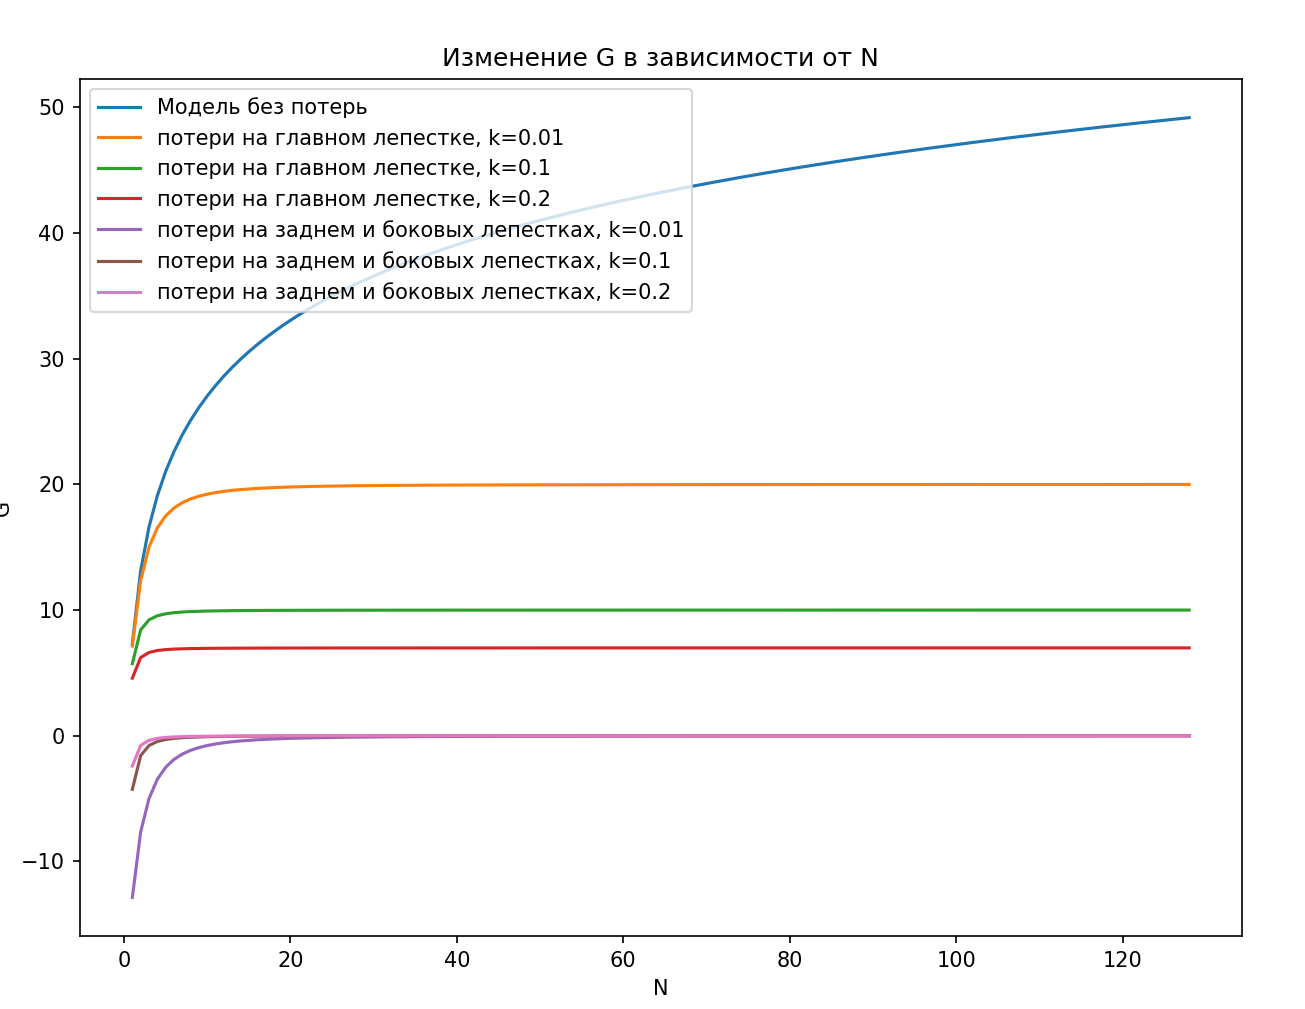 Изменение G в зависимости от N
Модель без потерь
потери на главном лепестке, k=0.01
потери на главном лепестке, k=0.1
потери на главном лепестке, k=0.2
потери на заднем и боковых лепестках, k=0.01
потери на заднем и боковых лепестках, k=0.1
потери на заднем и боковых лепестках, k=0.2
50
40
30
20
10
0
−10
G
0 20 40 60 80 100 120
N